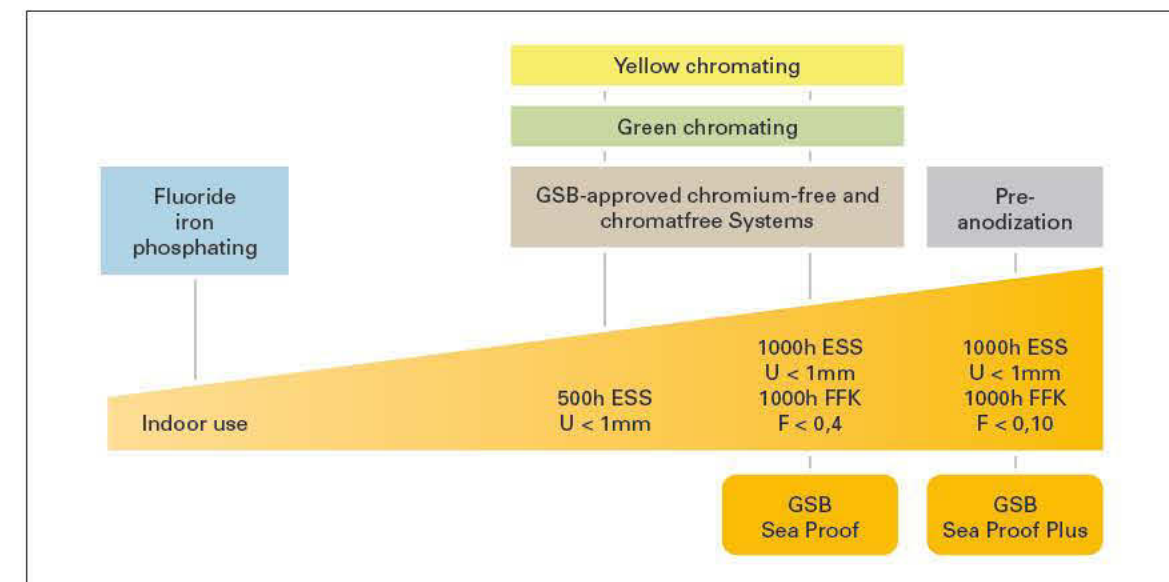 Yellow chromating
Green chromating
Fluoride
iron
phosphating
GSB-approved chromium-free and
chromatfree Systems
Pre-
anodization
Indoor use
500h ESS
U < 1mm
1000h ESS
U < 1mm
1000h FFK
F < 0,4
1000h ESS
U < 1mm
1000h FFK
F < 0,10
GSB
Sea Proof
GSB
Sea Proof Plus